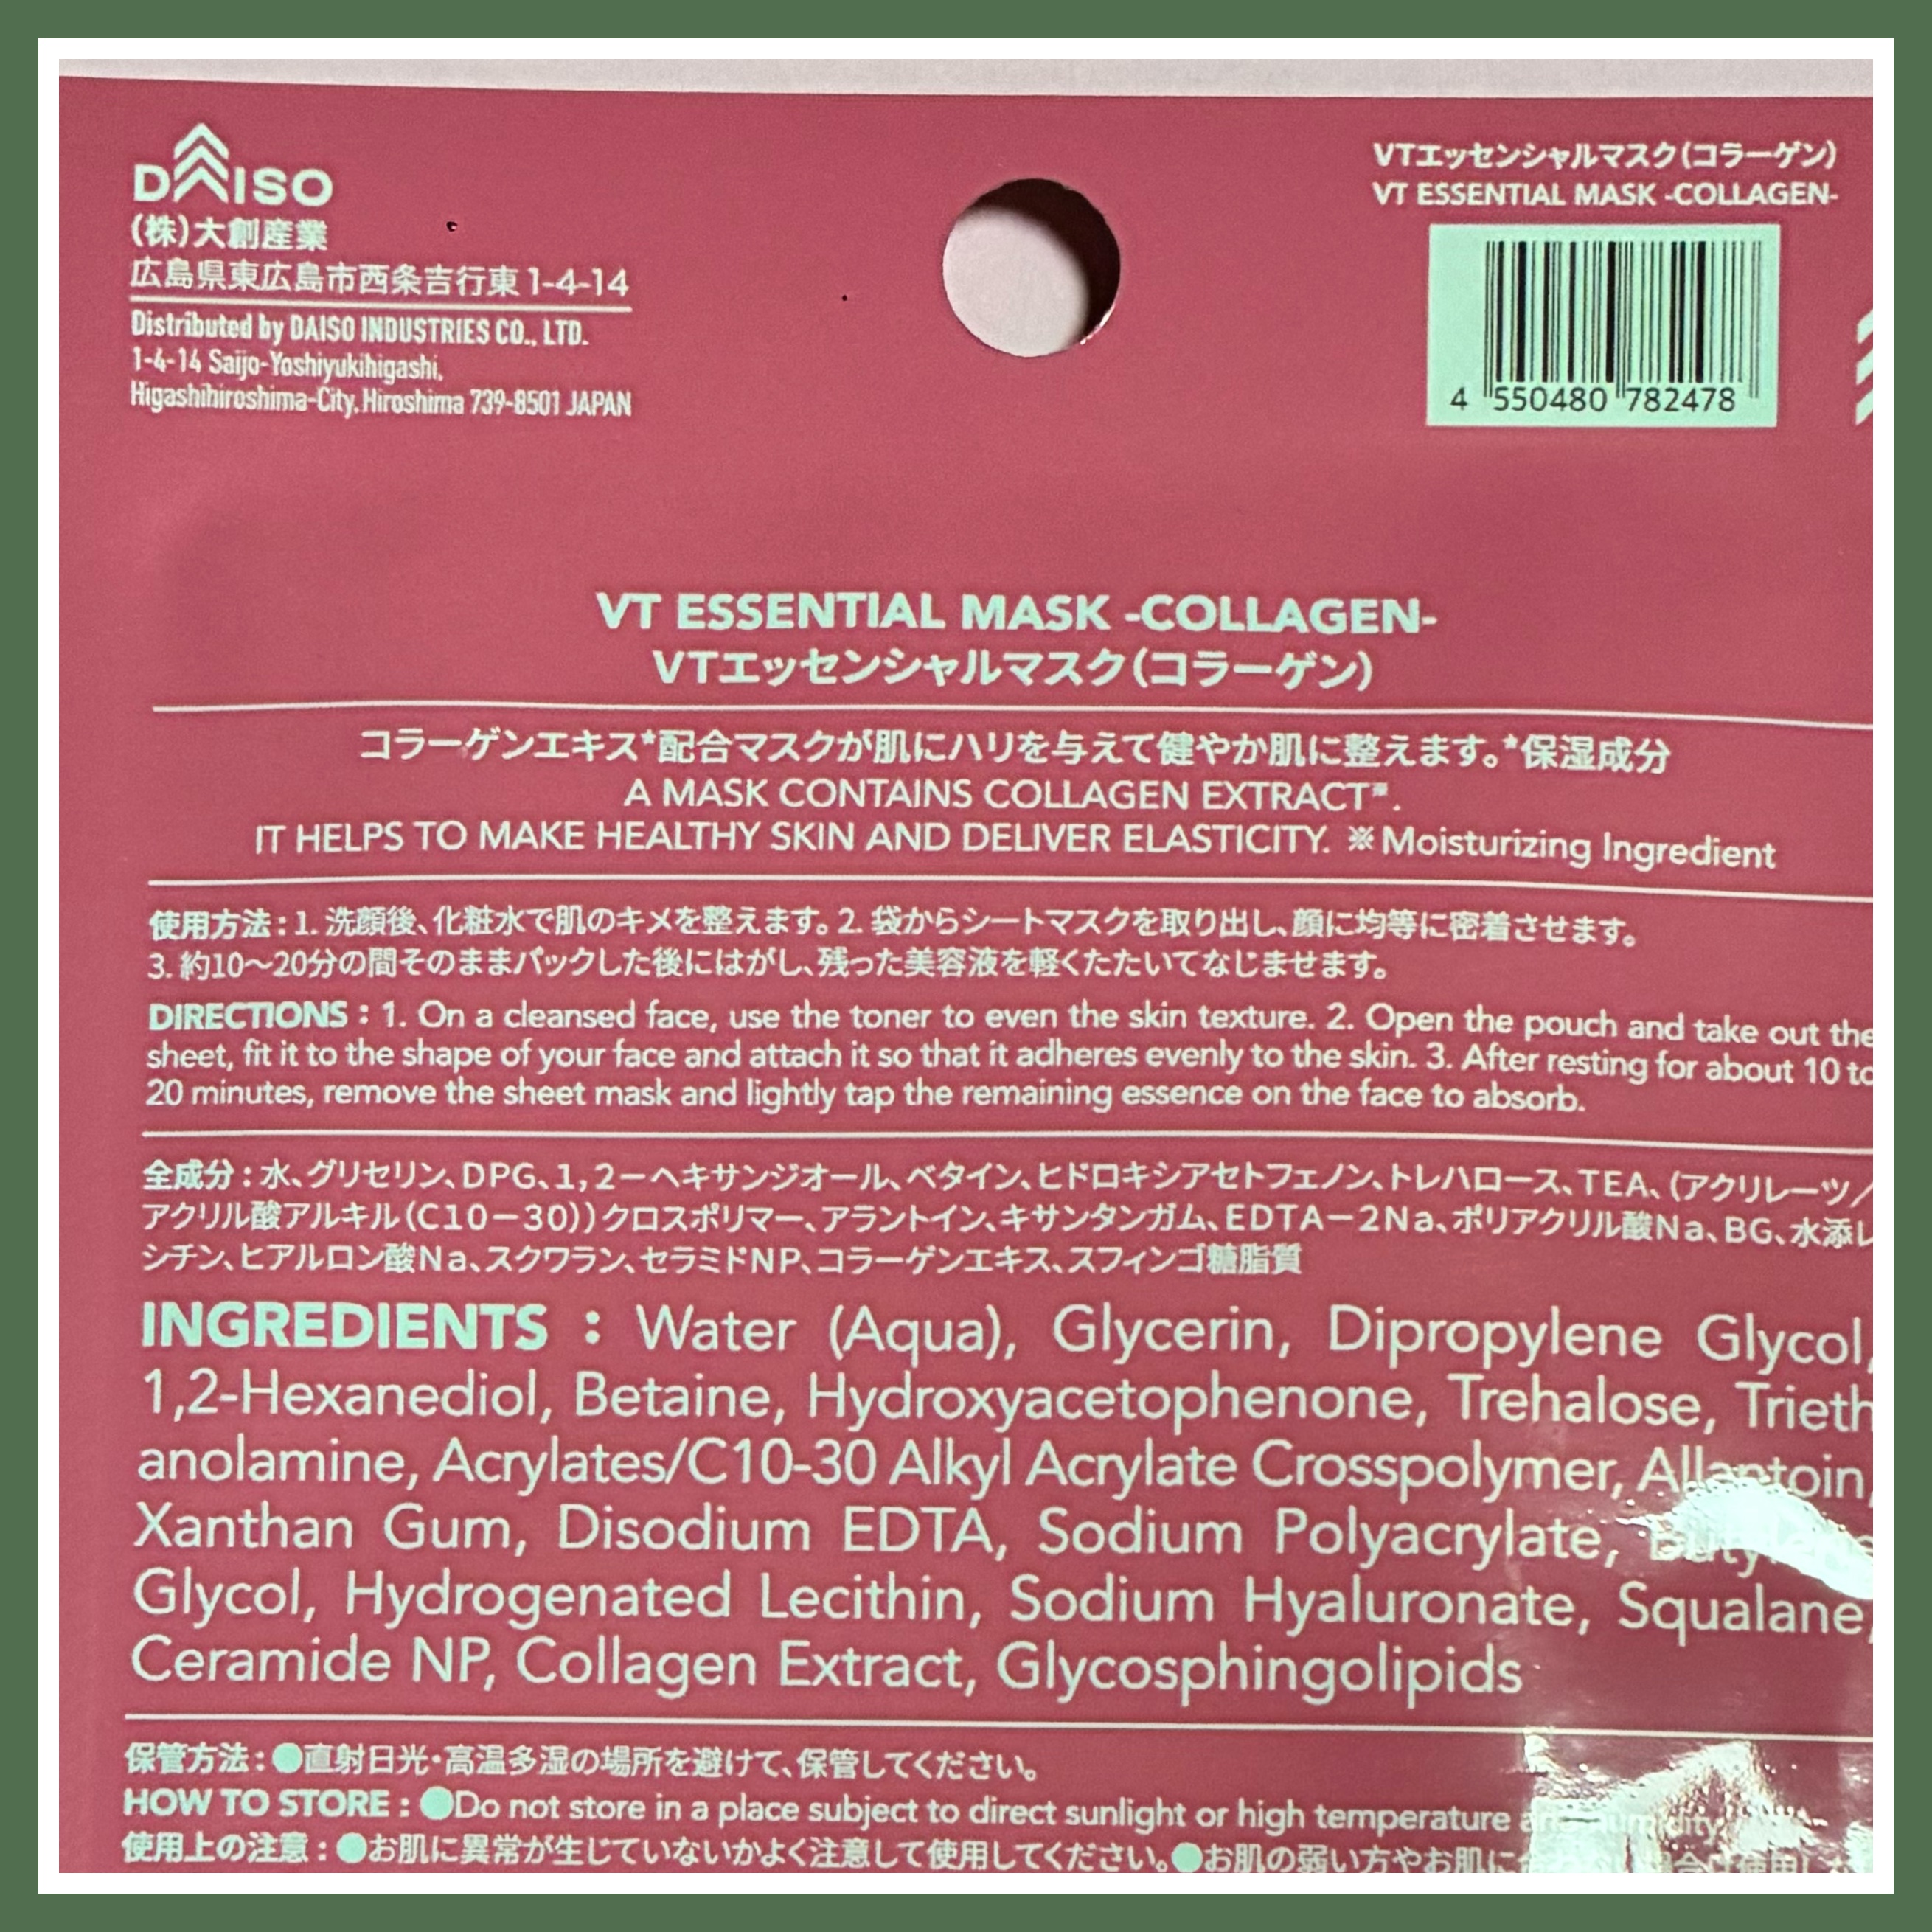 DAISO
(株)大創産業
広島県東広島市西条吉行東1-4-14
Distributed by DAISO INDUSTRIES CO., LTD.
1-4-14 Saijo-Yoshiyukihigashi,
Higashihiroshima-City, Hiroshima 739-8501 JAPAN
VTエッセンシャルマスク(コラーゲン)
VT ESSENTIAL MASK -COLLAGEN-
4 550480 782478
VT ESSENTIAL MASK -COLLAGEN-
VTエッセンシャルマスク(コラーゲン)
コラーゲンエキス*配合マスクが肌にハリを与えて健やか肌に整えます。*保湿成分
A MASK CONTAINS COLLAGEN EXTRACT※.
IT HELPS TO MAKE HEALTHY SKIN AND DELIVER ELASTICITY. ※Moisturizing Ingredient
使用方法:1. 洗顔後、化粧水で肌のキメを整えます。2. 袋からシートマスクを取り出し、顔に均等に密着させます。
3. 約10〜20分の間そのままパックした後にはがし、残った美容液を軽くたたいてなじませます。
DIRECTIONS : 1. On a cleansed face, use the toner to even the skin texture. 2. Open the pouch and take out the
sheet, fit it to the shape of your face and attach it so that it adheres evenly to the skin. 3. After resting for about 10 to
20 minutes, remove the sheet mask and lightly tap the remaining essence on the face to absorb.
全成分:水、グリセリン、DPG、1,2－ヘキサンジオール、ベタイン、ヒドロキシアセトフェノン、トレハロース、TEA、(アクリレーツ／
アクリル酸アルキル(C10－30))クロスポリマー、アラントイン、キサンタンガム、EDTA－2Na、ポリアクリル酸Na、BG、水添レ
シチン、ヒアルロン酸Na、スクワラン、セラミドNP、コラーゲンエキス、スフィンゴ糖脂質
INGREDIENTS : Water (Aqua), Glycerin, Dipropylene Glycol,
1,2-Hexanediol, Betaine, Hydroxyacetophenone, Trehalose, Trieth
anolamine, Acrylates/C10-30 Alkyl Acrylate Crosspolymer, Allantoin,
Xanthan Gum, Disodium EDTA, Sodium Polyacrylate,
Glycol, Hydrogenated Lecithin, Sodium Hyaluronate, Squalane,
Ceramide NP, Collagen Extract, Glycosphingolipids
保管方法:●直射日光・高温多湿の場所を避けて、保管してください。
HOW TO STORE : ●Do not store in a place subject to direct sunlight or high temperature
使用上の注意:●お肌に異常が生じていないかよく注意して使用してください。●お肌の弱い方やお肌に